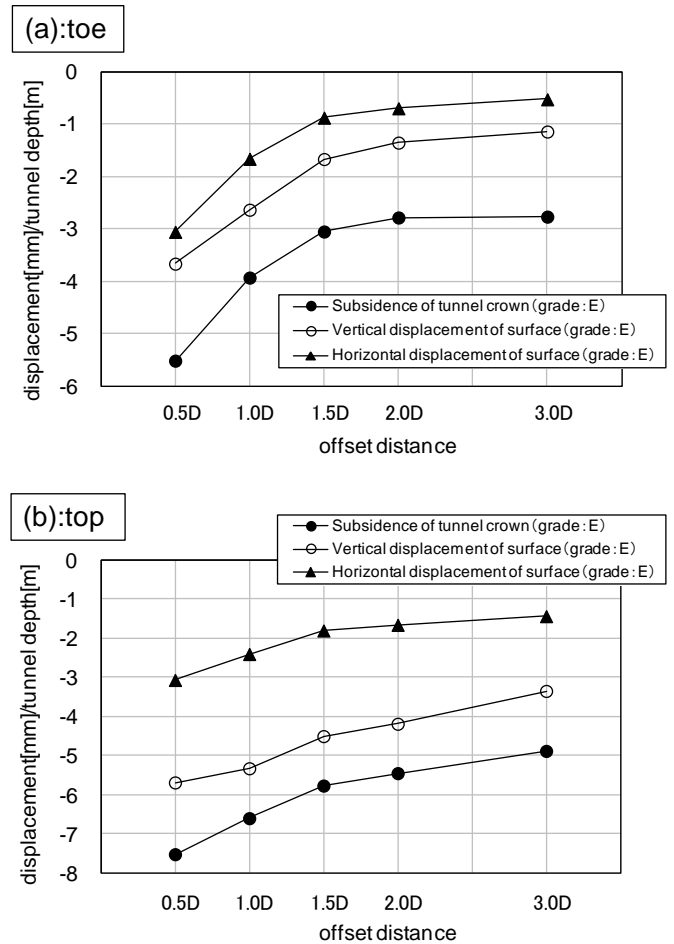 (a):toe
displacement[mm]/tunnel depth[m]
0
-1
-2
-3
-4
-5
-6
Subsidence of tunnel crown(grade:E)
Vertical displacement of surface(grade:E)
Horizontal displacement of surface(grade:E)
0.5D 1.0D 1.5D 2.0D 3.0D
offset distance
(b):top
Subsidence of tunnel crown(grade:E)
Vertical displacement of surface(grade:E)
Horizontal displacement of surface(grade:E)
displacement[mm]/tunnel depth[m]
0
-1
-2
-3
-4
-5
-6
-7
-8
0.5D 1.0D 1.5D 2.0D 3.0D
offset distance